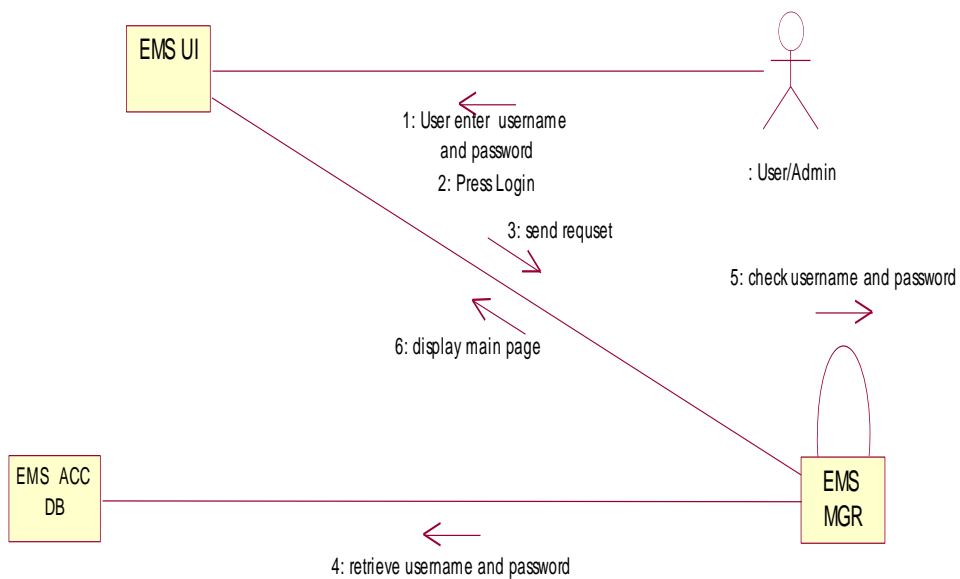 EMS UI
1: User enter username
and password
2: Press Login
: User/Admin
3: send requset
5: check username and password
6: display main page
EMS ACC
DB
EMS
MGR
4: retrieve username and password